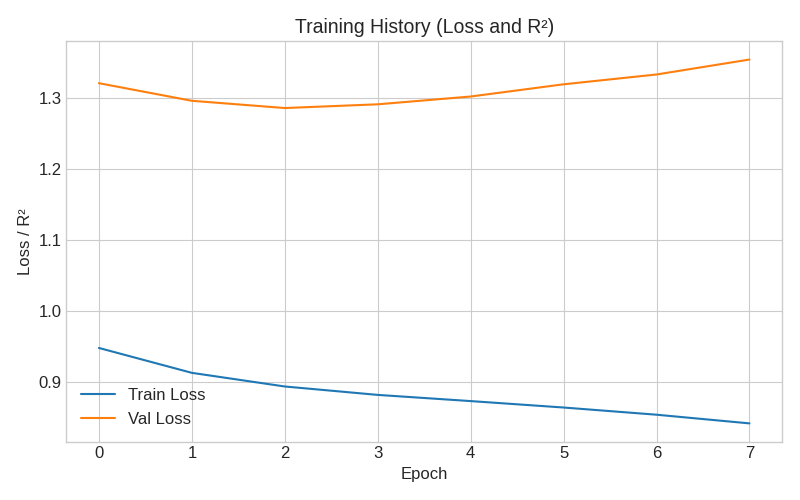 Training History (Loss and R²)
Loss / R²
1.3
1.2
1.1
1.0
0.9
Train Loss
Val Loss
0 1 2 3 4 5 6 7
Epoch